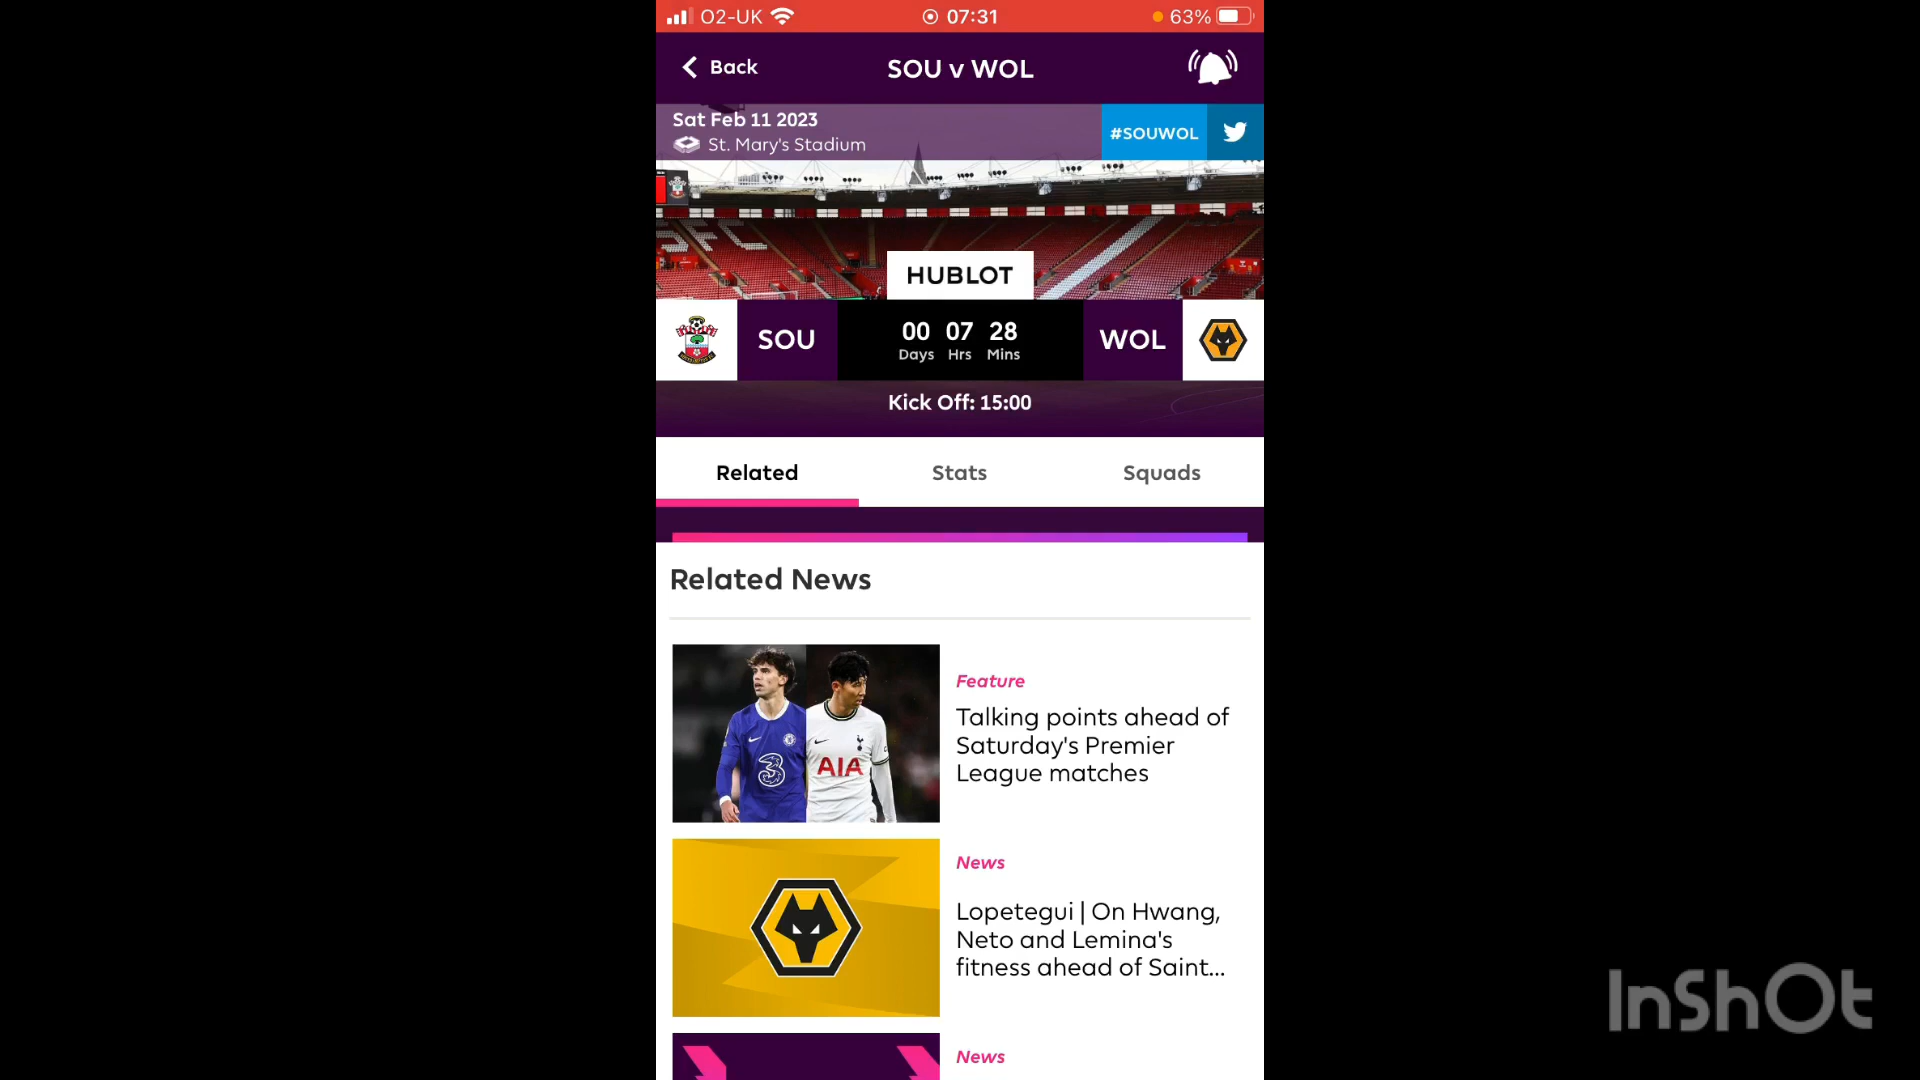 O2-UK 07:31 63%
Back SOU v WOL
Sat Feb 11 2023
St. Mary's Stadium
#SOUWOL
SFC
HUBLOT
SOU 00 07 28 WOL
Days Hrs Mins
Kick Off: 15:00
Related Stats Squads
Related News
Feature
Talking points ahead of
Saturday's Premier
League matches
3
AIA
News
Lopetegui | On Hwang,
Neto and Lemina's
fitness ahead of Saint...
News
InShOt